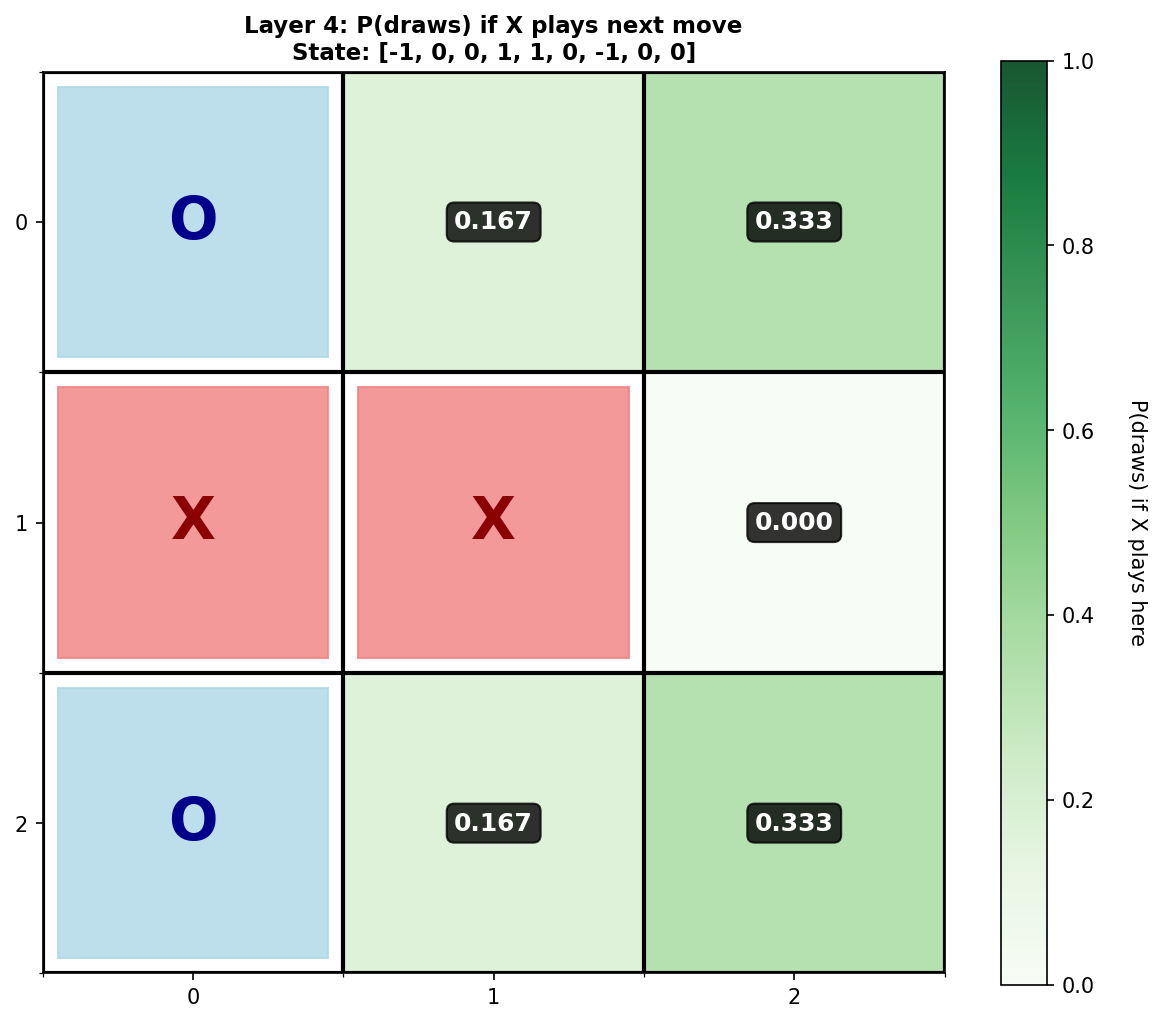 Layer 4: P(draws) if X plays next move
State: [-1, 0, 0, 1, 1, 0, -1, 0, 0]
0 O 0.167 0.333
1 X X 0.000
2 O 0.167 0.333
0 1 2
1.0
0.8
0.6
0.4
0.2
0.0
P(draws) if X plays here